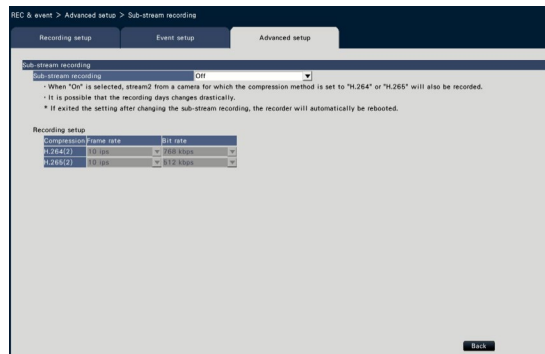 REC & event > Advanced setup > Sub-stream recording
Recording setup Event setup Advanced setup
Sub-stream recording
Sub-stream recording Off
・When "On" is selected, stream2 from a camera for which the compression method is set to "H.264" or "H.265" will also be recorded.
・It is possible that the recording days changes drastically.
* If exited the setting after changing the sub-stream recording, the recorder will automatically be rebooted.
Recording setup
Compression Frame rate Bit rate
H.264(2) 10 ips 768 kbps
H.265(2) 10 ips 512 kbps
Back